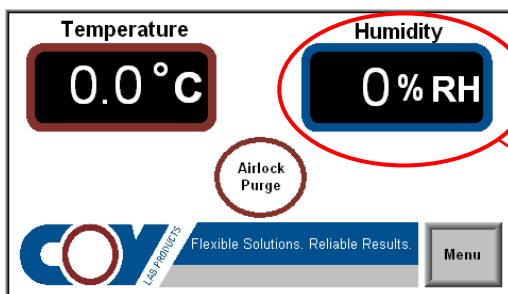 Temperature Humidity
0.0 °C 0 % RH
Airlock
Purge
COY LAB PRODUCTS Flexible Solutions. Reliable Results. Menu